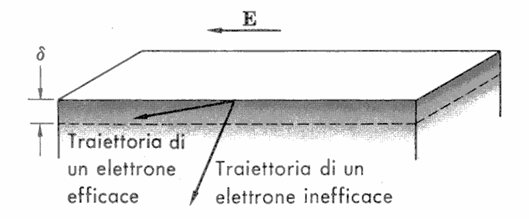 E
δ
Traiettoria di
un elettrone
efficace
Traiettoria di un
elettrone inefficace